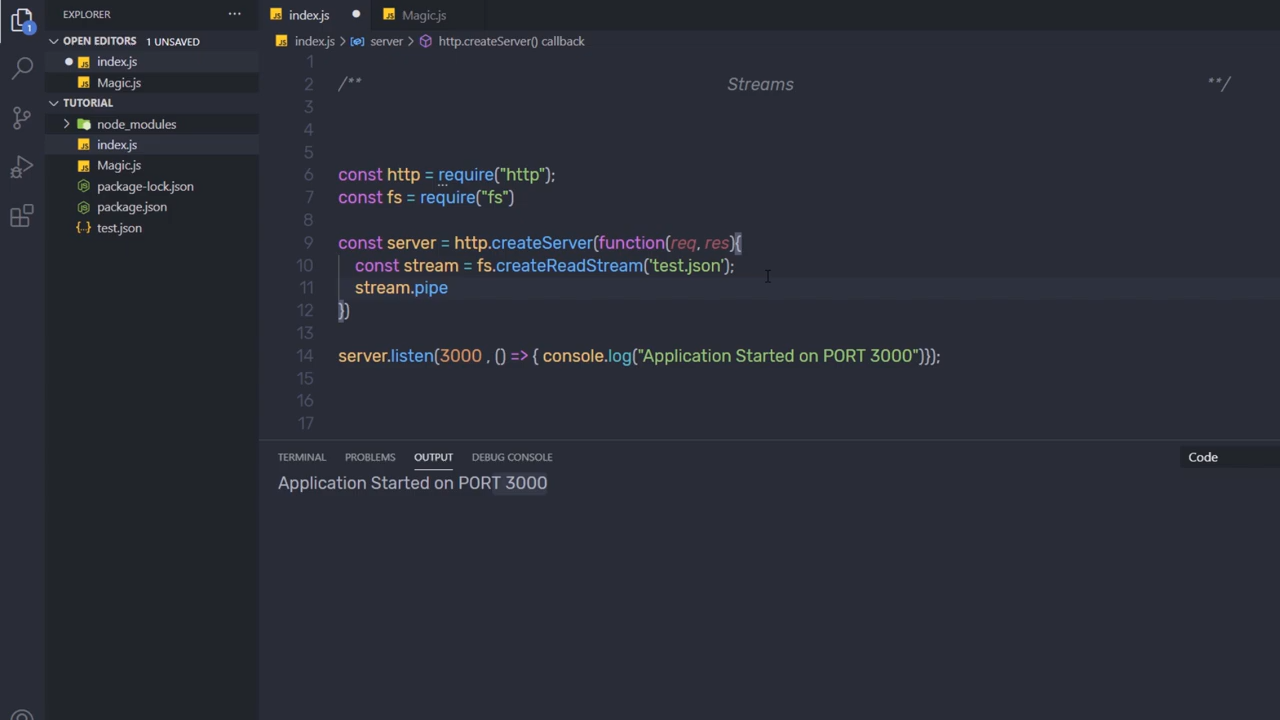 EXPLORER
OPEN EDITORS 1 UNSAVED
index.js
Magic.js
TUTORIAL
node_modules
index.js
Magic.js
package-lock.json
package.json
test.json
1
index.js
Magic.js
index.js > server > http.createServer() callback
1
2 /** Streams **/
3
4
5
6 const http = require("http");
7 const fs = require("fs")
8
9 const server = http.createServer(function(req, res){
10 const stream = fs.createReadStream('test.json');
11 stream.pipe
12 })
13
14 server.listen(3000 , () => { console.log("Application Started on PORT 3000")});
15
16
17
TERMINAL PROBLEMS OUTPUT DEBUG CONSOLE Code
Application Started on PORT 3000